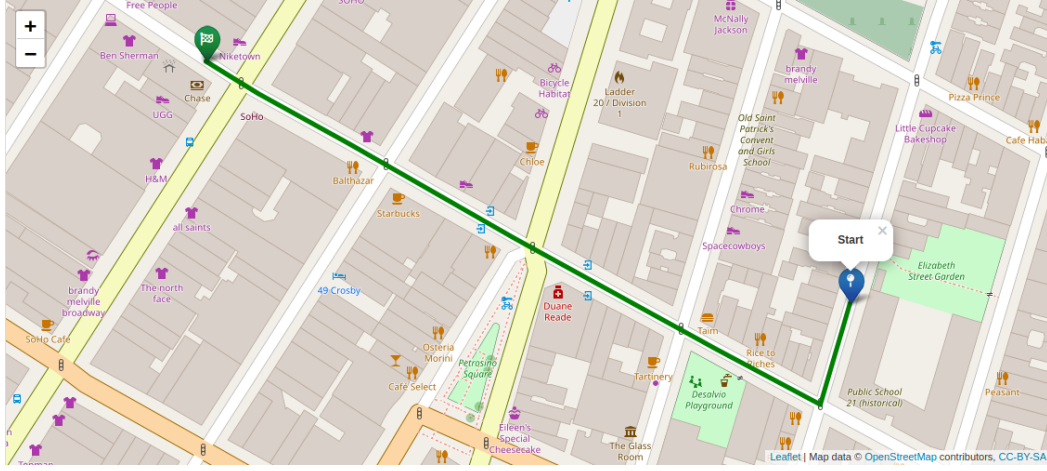 +
−
Free People
SOHO
Ben Sherman
Niketown
Chase
UGG
SoHo
H&M
all saints
Balthazar
Starbucks
49 Crosby
The north
face
brandy
melville
broadway
SoHo Cafe
Bicycle
Habitat
Ladder
20 / Division
1
Chloe
McNally
Jackson
brandy
melville
Old Saint
Patrick's
Convent
and Girls
School
Rubirosa
Chrome
Spacecowboys
Pizza Prince
Little Cupcake
Bakeshop
Cafe Haba
Start
×
Elizabeth
Street Garden
Duane
Reade
Taim
Rice to
Riches
Tartinery
Desalvio
Playground
Public School
21 (historical)
Peasant
Osteria
Morini
Petrosino
Square
Café Select
Eileen's
Special
Cheesecake
The Glass
Room
Leaflet | Map data © OpenStreetMap contributors, CC-BY-SA